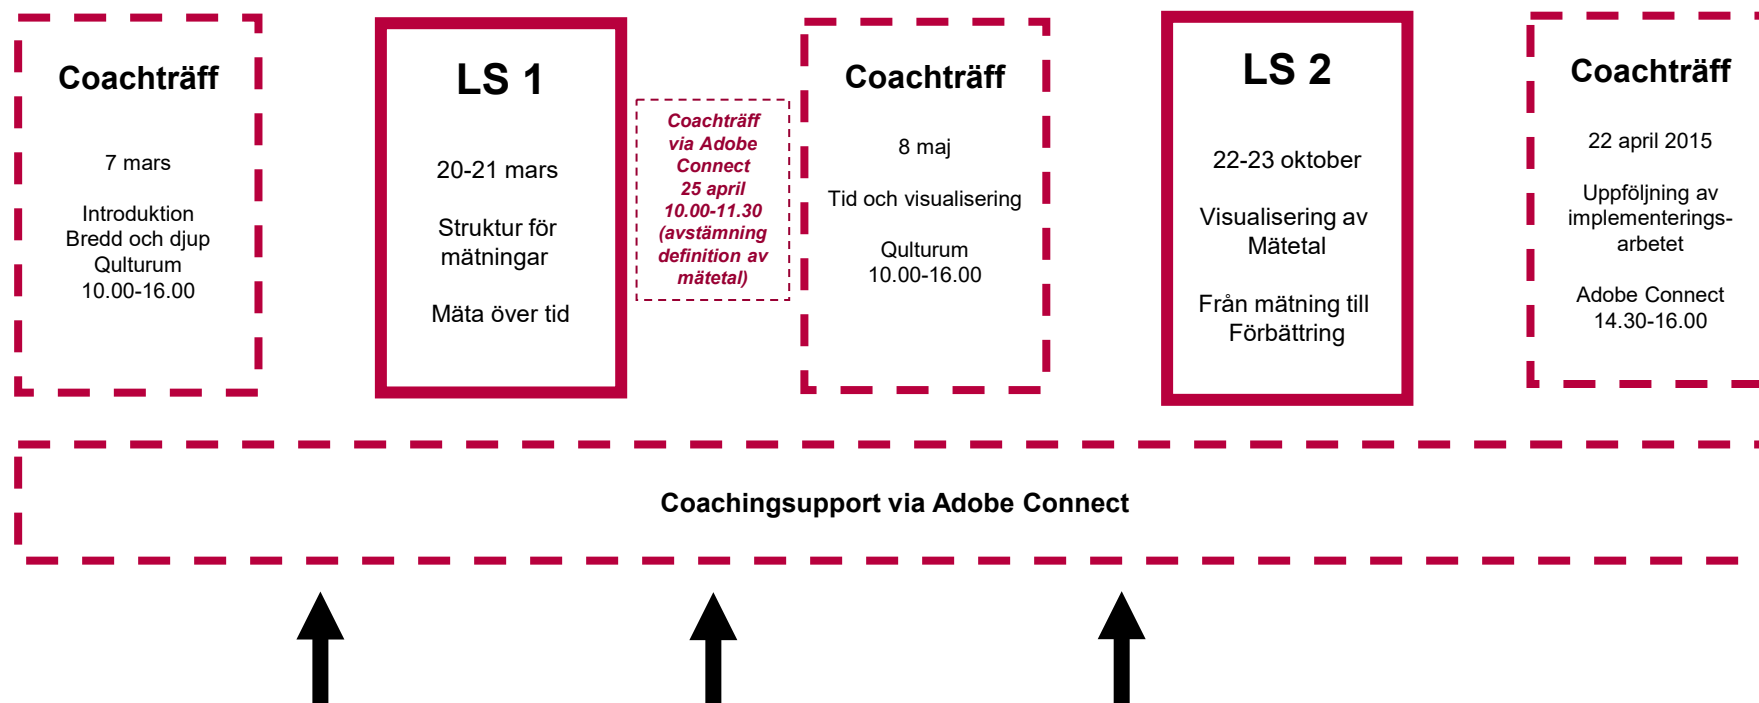 Coachträff
7 mars
Introduktion
Bredd och djup
Qulturum
10.00-16.00
LS 1
20-21 mars
Struktur för
mätningar
Mäta över tid
Coachträff
via Adobe
Connect
25 april
10.00-11.30
(avstämning
definition av
mätetal)
Coachträff
8 maj
Tid och visualisering
Qulturum
10.00-16.00
LS 2
22-23 oktober
Visualisering av
Mätetal
Från mätning till
Förbättring
Coachträff
22 april 2015
Uppföljning av
implementerings-
arbetet
Adobe Connect
14.30-16.00
Coachingsupport via Adobe Connect